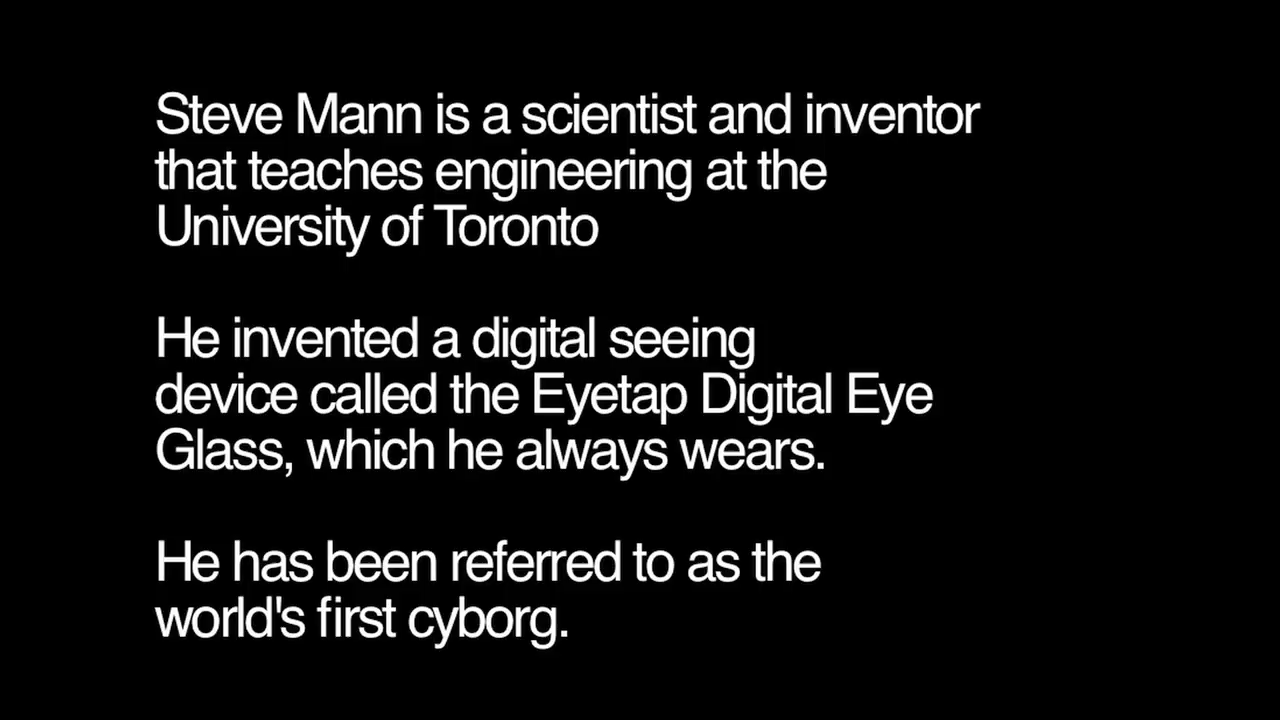 Steve Mann is a scientist and inventor
that teaches engineering at the
University of Toronto
He invented a digital seeing
device called the Eyetap Digital Eye
Glass, which he always wears.
He has been referred to as the
world's first cyborg.